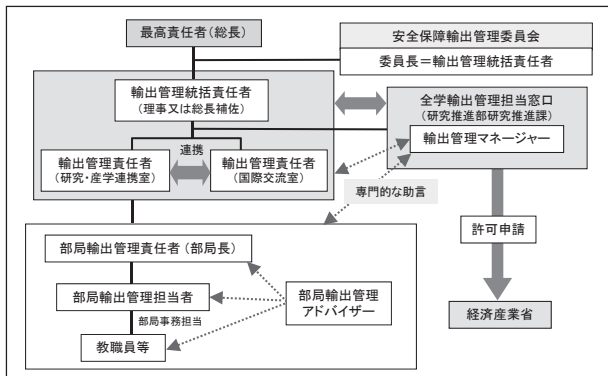 最高責任者（総長）
安全保障輸出管理委員会
委員長＝輸出管理統括責任者
輸出管理統括責任者
（理事又は総長補佐）
全学輸出管理担当窓口
（研究推進部研究推進課）
輸出管理マネージャー
連携
輸出管理責任者
（研究・産学連携室）
輸出管理責任者
（国際交流室）
専門的な助言
許可申請
部局輸出管理責任者（部局長）
部局輸出管理担当者
部局輸出管理
アドバイザー
部局事務担当
教職員等
経済産業省